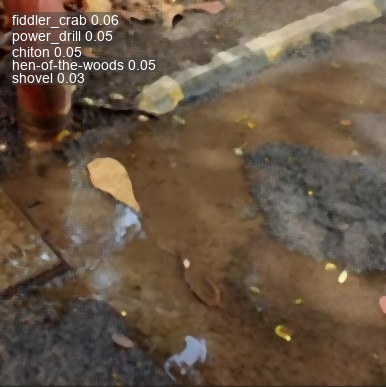 fiddler_crab 0.06
power_drill 0.05
chiton 0.05
hen-of-the-woods 0.05
shovel 0.03